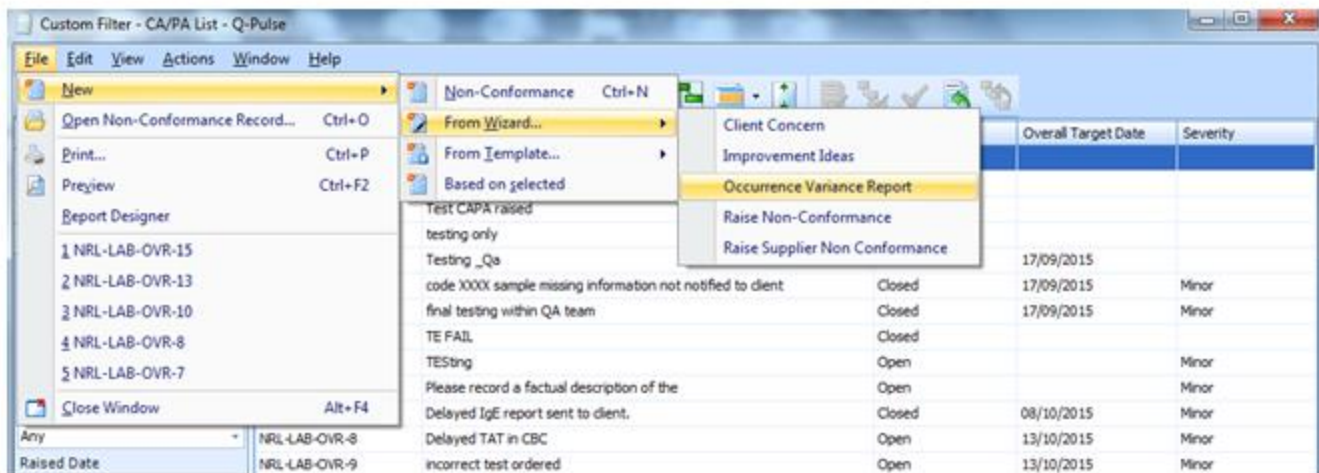 Custom Filter - CA/PA List - Q-Pulse
File Edit View Actions Window Help
New
Open Non-Conformance Record... Ctrl+O
Print... Ctrl+P
Preview Ctrl+F2
Report Designer
1 NRL-LAB-OVR-15
2 NRL-LAB-OVR-13
3 NRL-LAB-OVR-10
4 NRL-LAB-OVR-8
5 NRL-LAB-OVR-7
Close Window Alt+F4
Non-Conformance Ctrl+N
From Wizard...
From Template...
Based on selected
Client Concern
Improvement Ideas
Occurrence Variance Report
Raise Non-Conformance
Raise Supplier Non Conformance
Overall Target Date Severity
Test CAPA raised
testing only
Testing _Qa 17/09/2015
code XXXX sample missing information not notified to client Closed 17/09/2015 Minor
final testing within QA team Closed 17/09/2015 Minor
TE FAIL Closed
TESting Open Minor
Please record a factual description of the Open Minor
Delayed IgE report sent to client. Closed 08/10/2015 Minor
Any NRL-LAB-OVR-8 Delayed TAT in CBC Open 13/10/2015 Minor
Raised Date NRL-LAB-OVR-9 incorrect test ordered Open 13/10/2015 Minor